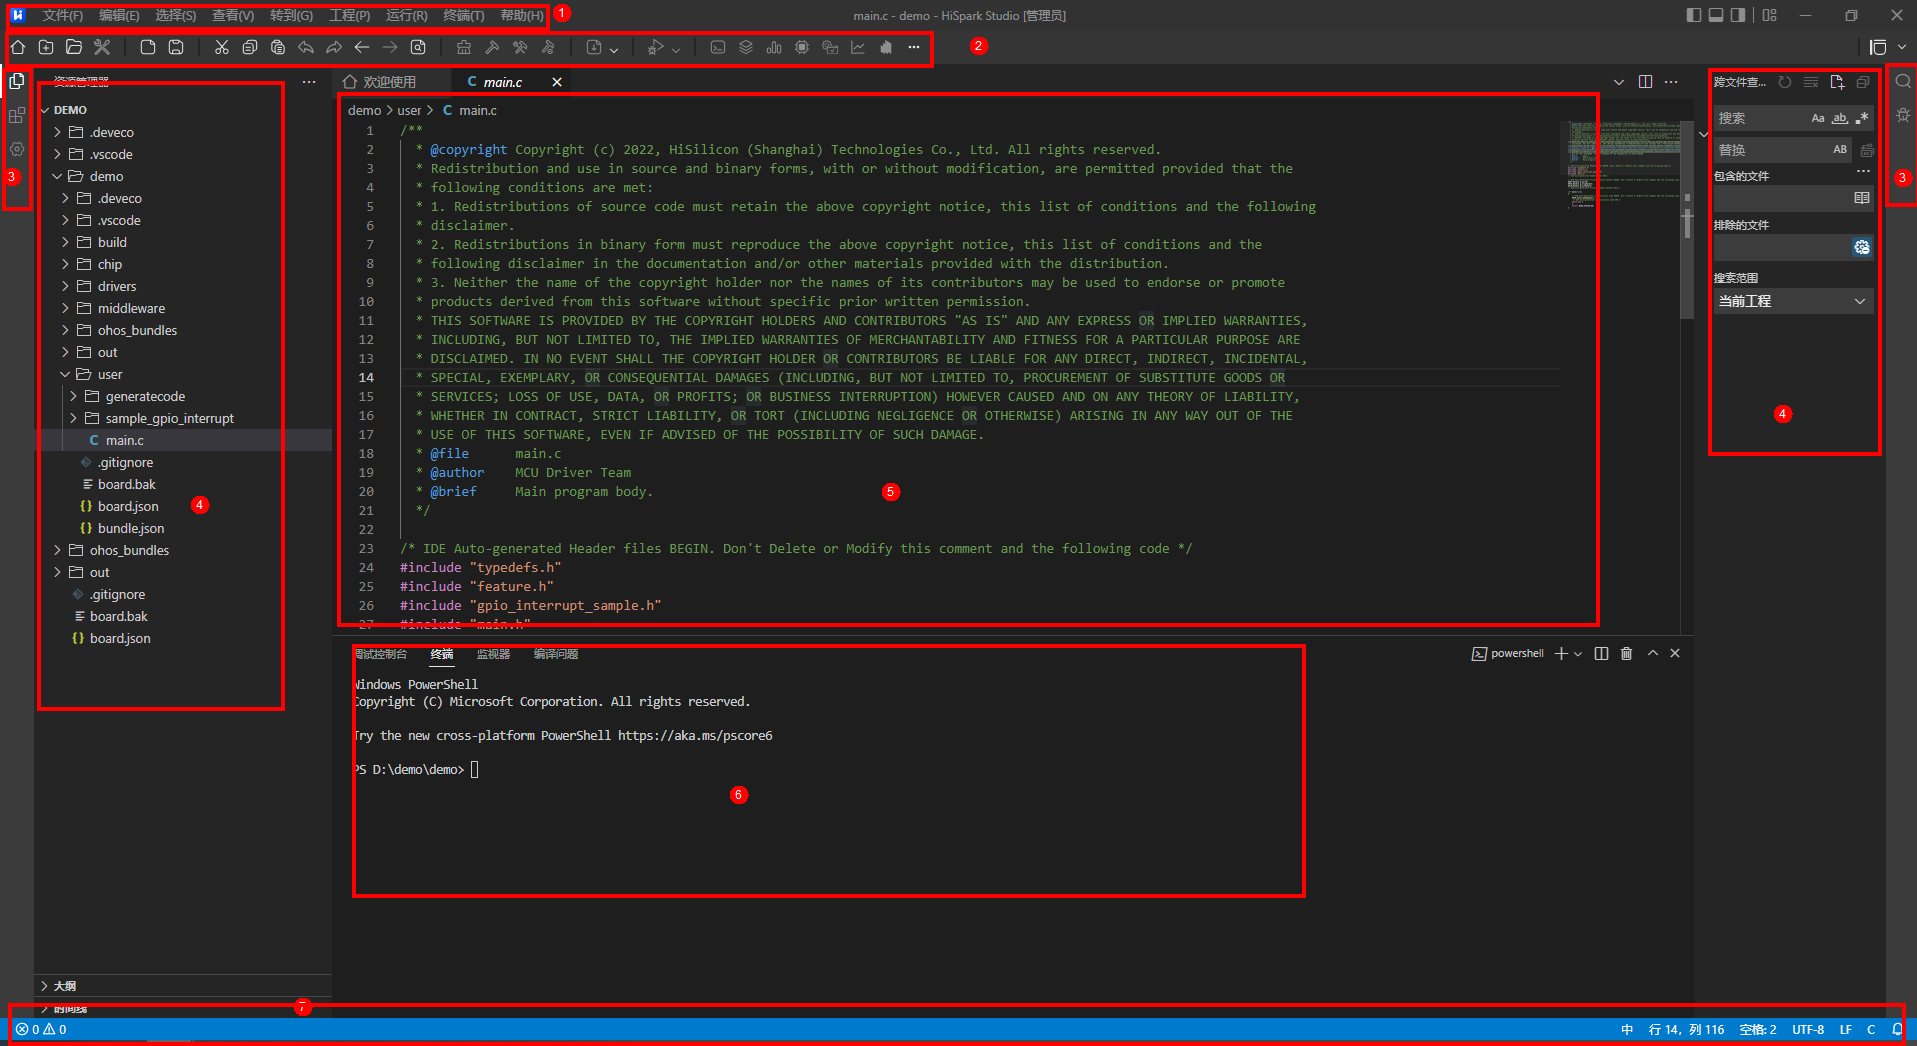 文件(F) 编辑(E) 选择(S) 查看(V) 转到(G) 工程(P) 运行(R) 终端(T) 帮助(H) 1 main.c - demo - HiSpark Studio [管理员]
2
资源管理器
DEMO
.deveco
.vscode
demo
.deveco
.vscode
build
chip
drivers
middleware
ohos_bundles
out
user
generatecode
sample_gpio_interrupt
C main.c
.gitignore
board.bak
{} board.json
{} bundle.json
ohos_bundles
out
.gitignore
board.bak
{} board.json
3
4
大纲
时间线
7
欢迎使用 C main.c
demo > user > C main.c
1 /**
2 * @copyright Copyright (c) 2022, HiSilicon (Shanghai) Technologies Co., Ltd. All rights reserved.
3 * Redistribution and use in source and binary forms, with or without modification, are permitted provided that the
4 * following conditions are met:
5 * 1. Redistributions of source code must retain the above copyright notice, this list of conditions and the following
6 * disclaimer.
7 * 2. Redistributions in binary form must reproduce the above copyright notice, this list of conditions and the
8 * following disclaimer in the documentation and/or other materials provided with the distribution.
9 * 3. Neither the name of the copyright holder nor the names of its contributors may be used to endorse or promote
10 * products derived from this software without specific prior written permission.
11 * THIS SOFTWARE IS PROVIDED BY THE COPYRIGHT HOLDERS AND CONTRIBUTORS "AS IS" AND ANY EXPRESS OR IMPLIED WARRANTIES,
12 * INCLUDING, BUT NOT LIMITED TO, THE IMPLIED WARRANTIES OF MERCHANTABILITY AND FITNESS FOR A PARTICULAR PURPOSE ARE
13 * DISCLAIMED. IN NO EVENT SHALL THE COPYRIGHT HOLDER OR CONTRIBUTORS BE LIABLE FOR ANY DIRECT, INDIRECT, INCIDENTAL,
14 * SPECIAL, EXEMPLARY, OR CONSEQUENTIAL DAMAGES (INCLUDING, BUT NOT LIMITED TO, PROCUREMENT OF SUBSTITUTE GOODS OR
15 * SERVICES; LOSS OF USE, DATA, OR PROFITS; OR BUSINESS INTERRUPTION) HOWEVER CAUSED AND ON ANY THEORY OF LIABILITY,
16 * WHETHER IN CONTRACT, STRICT LIABILITY, OR TORT (INCLUDING NEGLIGENCE OR OTHERWISE) ARISING IN ANY WAY OUT OF THE
17 * USE OF THIS SOFTWARE, EVEN IF ADVISED OF THE POSSIBILITY OF SUCH DAMAGE.
18 * @file main.c
19 * @author MCU Driver Team
20 * @brief Main program body.
21 */
22
23 /* IDE Auto-generated Header files BEGIN. Don't Delete or Modify this comment and the following code */
24 #include "typedefs.h"
25 #include "feature.h"
26 #include "gpio_interrupt_sample.h"
27 #include "main.h"
5
调试控制台 终端 监视器 编译问题 powershell
Windows PowerShell
Copyright (C) Microsoft Corporation. All rights reserved.
Try the new cross-platform PowerShell https://aka.ms/pscore6
PS D:\demo\demo>
6
跨文件查...
搜索 Aa ab
替换 AB
包含的文件
排除的文件
搜索范围
当前工程
4
3
0 0 中 行 14，列 116 空格: 2 UTF-8 LF C